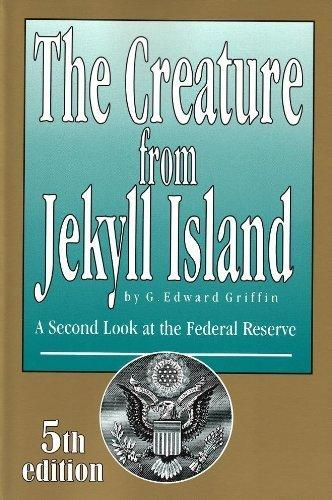 The Creature
from
Jekyll Island
by G. Edward Griffin
A Second Look at the Federal Reserve
5th
edition